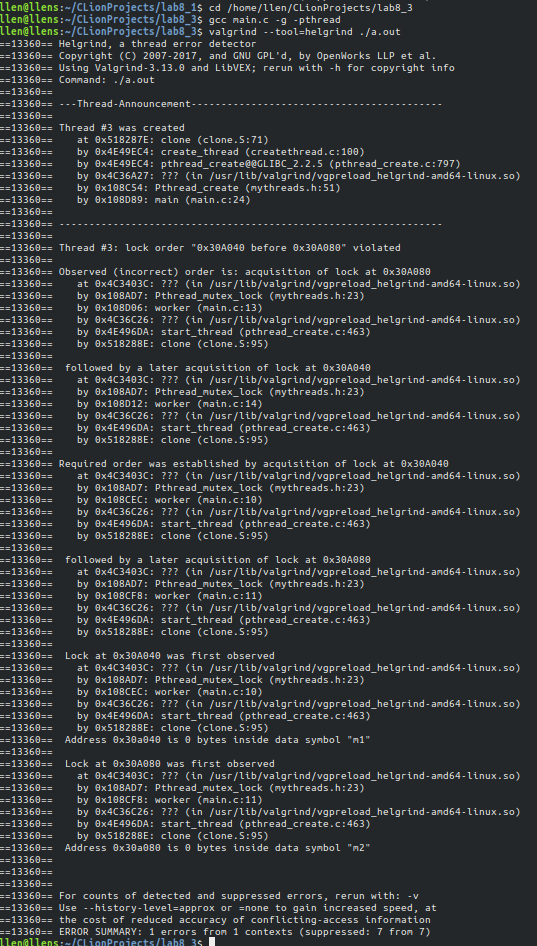 llen@llens:~/CLionProjects/lab8_1$ cd /home/llen/CLionProjects/lab8_3
llen@llens:~/CLionProjects/lab8_3$ gcc main.c -g -pthread
llen@llens:~/CLionProjects/lab8_3$ valgrind --tool=helgrind ./a.out
==13360== Helgrind, a thread error detector
==13360== Copyright (C) 2007-2017, and GNU GPL'd, by OpenWorks LLP et al.
==13360== Using Valgrind-3.13.0 and LibVEX; rerun with -h for copyright info
==13360== Command: ./a.out
==13360==
==13360== ---Thread-Announcement------------------------------------------
==13360==
==13360== Thread #3 was created
==13360==    at 0x518287E: clone (clone.S:71)
==13360==    by 0x4E49EC4: create_thread (createthread.c:100)
==13360==    by 0x4E49EC4: pthread_create@@GLIBC_2.2.5 (pthread_create.c:797)
==13360==    by 0x4C36A27: ??? (in /usr/lib/valgrind/vgpreload_helgrind-amd64-linux.so)
==13360==    by 0x108C54: Pthread_create (mythreads.h:51)
==13360==    by 0x108D89: main (main.c:24)
==13360==
==13360== ----------------------------------------------------------------
==13360==
==13360== Thread #3: lock order "0x30A040 before 0x30A080" violated
==13360==
==13360== Observed (incorrect) order is: acquisition of lock at 0x30A080
==13360==    at 0x4C3403C: ??? (in /usr/lib/valgrind/vgpreload_helgrind-amd64-linux.so)
==13360==    by 0x108AD7: Pthread_mutex_lock (mythreads.h:23)
==13360==    by 0x108D06: worker (main.c:13)
==13360==    by 0x4C36C26: ??? (in /usr/lib/valgrind/vgpreload_helgrind-amd64-linux.so)
==13360==    by 0x4E496DA: start_thread (pthread_create.c:463)
==13360==    by 0x518288E: clone (clone.S:95)
==13360==
==13360==  followed by a later acquisition of lock at 0x30A040
==13360==    at 0x4C3403C: ??? (in /usr/lib/valgrind/vgpreload_helgrind-amd64-linux.so)
==13360==    by 0x108AD7: Pthread_mutex_lock (mythreads.h:23)
==13360==    by 0x108D12: worker (main.c:14)
==13360==    by 0x4C36C26: ??? (in /usr/lib/valgrind/vgpreload_helgrind-amd64-linux.so)
==13360==    by 0x4E496DA: start_thread (pthread_create.c:463)
==13360==    by 0x518288E: clone (clone.S:95)
==13360==
==13360== Required order was established by acquisition of lock at 0x30A040
==13360==    at 0x4C3403C: ??? (in /usr/lib/valgrind/vgpreload_helgrind-amd64-linux.so)
==13360==    by 0x108AD7: Pthread_mutex_lock (mythreads.h:23)
==13360==    by 0x108CEC: worker (main.c:10)
==13360==    by 0x4C36C26: ??? (in /usr/lib/valgrind/vgpreload_helgrind-amd64-linux.so)
==13360==    by 0x4E496DA: start_thread (pthread_create.c:463)
==13360==    by 0x518288E: clone (clone.S:95)
==13360==
==13360==  followed by a later acquisition of lock at 0x30A080
==13360==    at 0x4C3403C: ??? (in /usr/lib/valgrind/vgpreload_helgrind-amd64-linux.so)
==13360==    by 0x108AD7: Pthread_mutex_lock (mythreads.h:23)
==13360==    by 0x108CF8: worker (main.c:11)
==13360==    by 0x4C36C26: ??? (in /usr/lib/valgrind/vgpreload_helgrind-amd64-linux.so)
==13360==    by 0x4E496DA: start_thread (pthread_create.c:463)
==13360==    by 0x518288E: clone (clone.S:95)
==13360==
==13360==  Lock at 0x30A040 was first observed
==13360==    at 0x4C3403C: ??? (in /usr/lib/valgrind/vgpreload_helgrind-amd64-linux.so)
==13360==    by 0x108AD7: Pthread_mutex_lock (mythreads.h:23)
==13360==    by 0x108CEC: worker (main.c:10)
==13360==    by 0x4C36C26: ??? (in /usr/lib/valgrind/vgpreload_helgrind-amd64-linux.so)
==13360==    by 0x4E496DA: start_thread (pthread_create.c:463)
==13360==    by 0x518288E: clone (clone.S:95)
==13360==  Address 0x30a040 is 0 bytes inside data symbol "m1"
==13360==
==13360==  Lock at 0x30A080 was first observed
==13360==    at 0x4C3403C: ??? (in /usr/lib/valgrind/vgpreload_helgrind-amd64-linux.so)
==13360==    by 0x108AD7: Pthread_mutex_lock (mythreads.h:23)
==13360==    by 0x108CF8: worker (main.c:11)
==13360==    by 0x4C36C26: ??? (in /usr/lib/valgrind/vgpreload_helgrind-amd64-linux.so)
==13360==    by 0x4E496DA: start_thread (pthread_create.c:463)
==13360==    by 0x518288E: clone (clone.S:95)
==13360==  Address 0x30a080 is 0 bytes inside data symbol "m2"
==13360==
==13360==
==13360==
==13360== For counts of detected and suppressed errors, rerun with: -v
==13360== Use --history-level=approx or =none to gain increased speed, at
==13360== the cost of reduced accuracy of conflicting-access information
==13360== ERROR SUMMARY: 1 errors from 1 contexts (suppressed: 7 from 7)
llen@llens:~/CLionProjects/lab8_3$